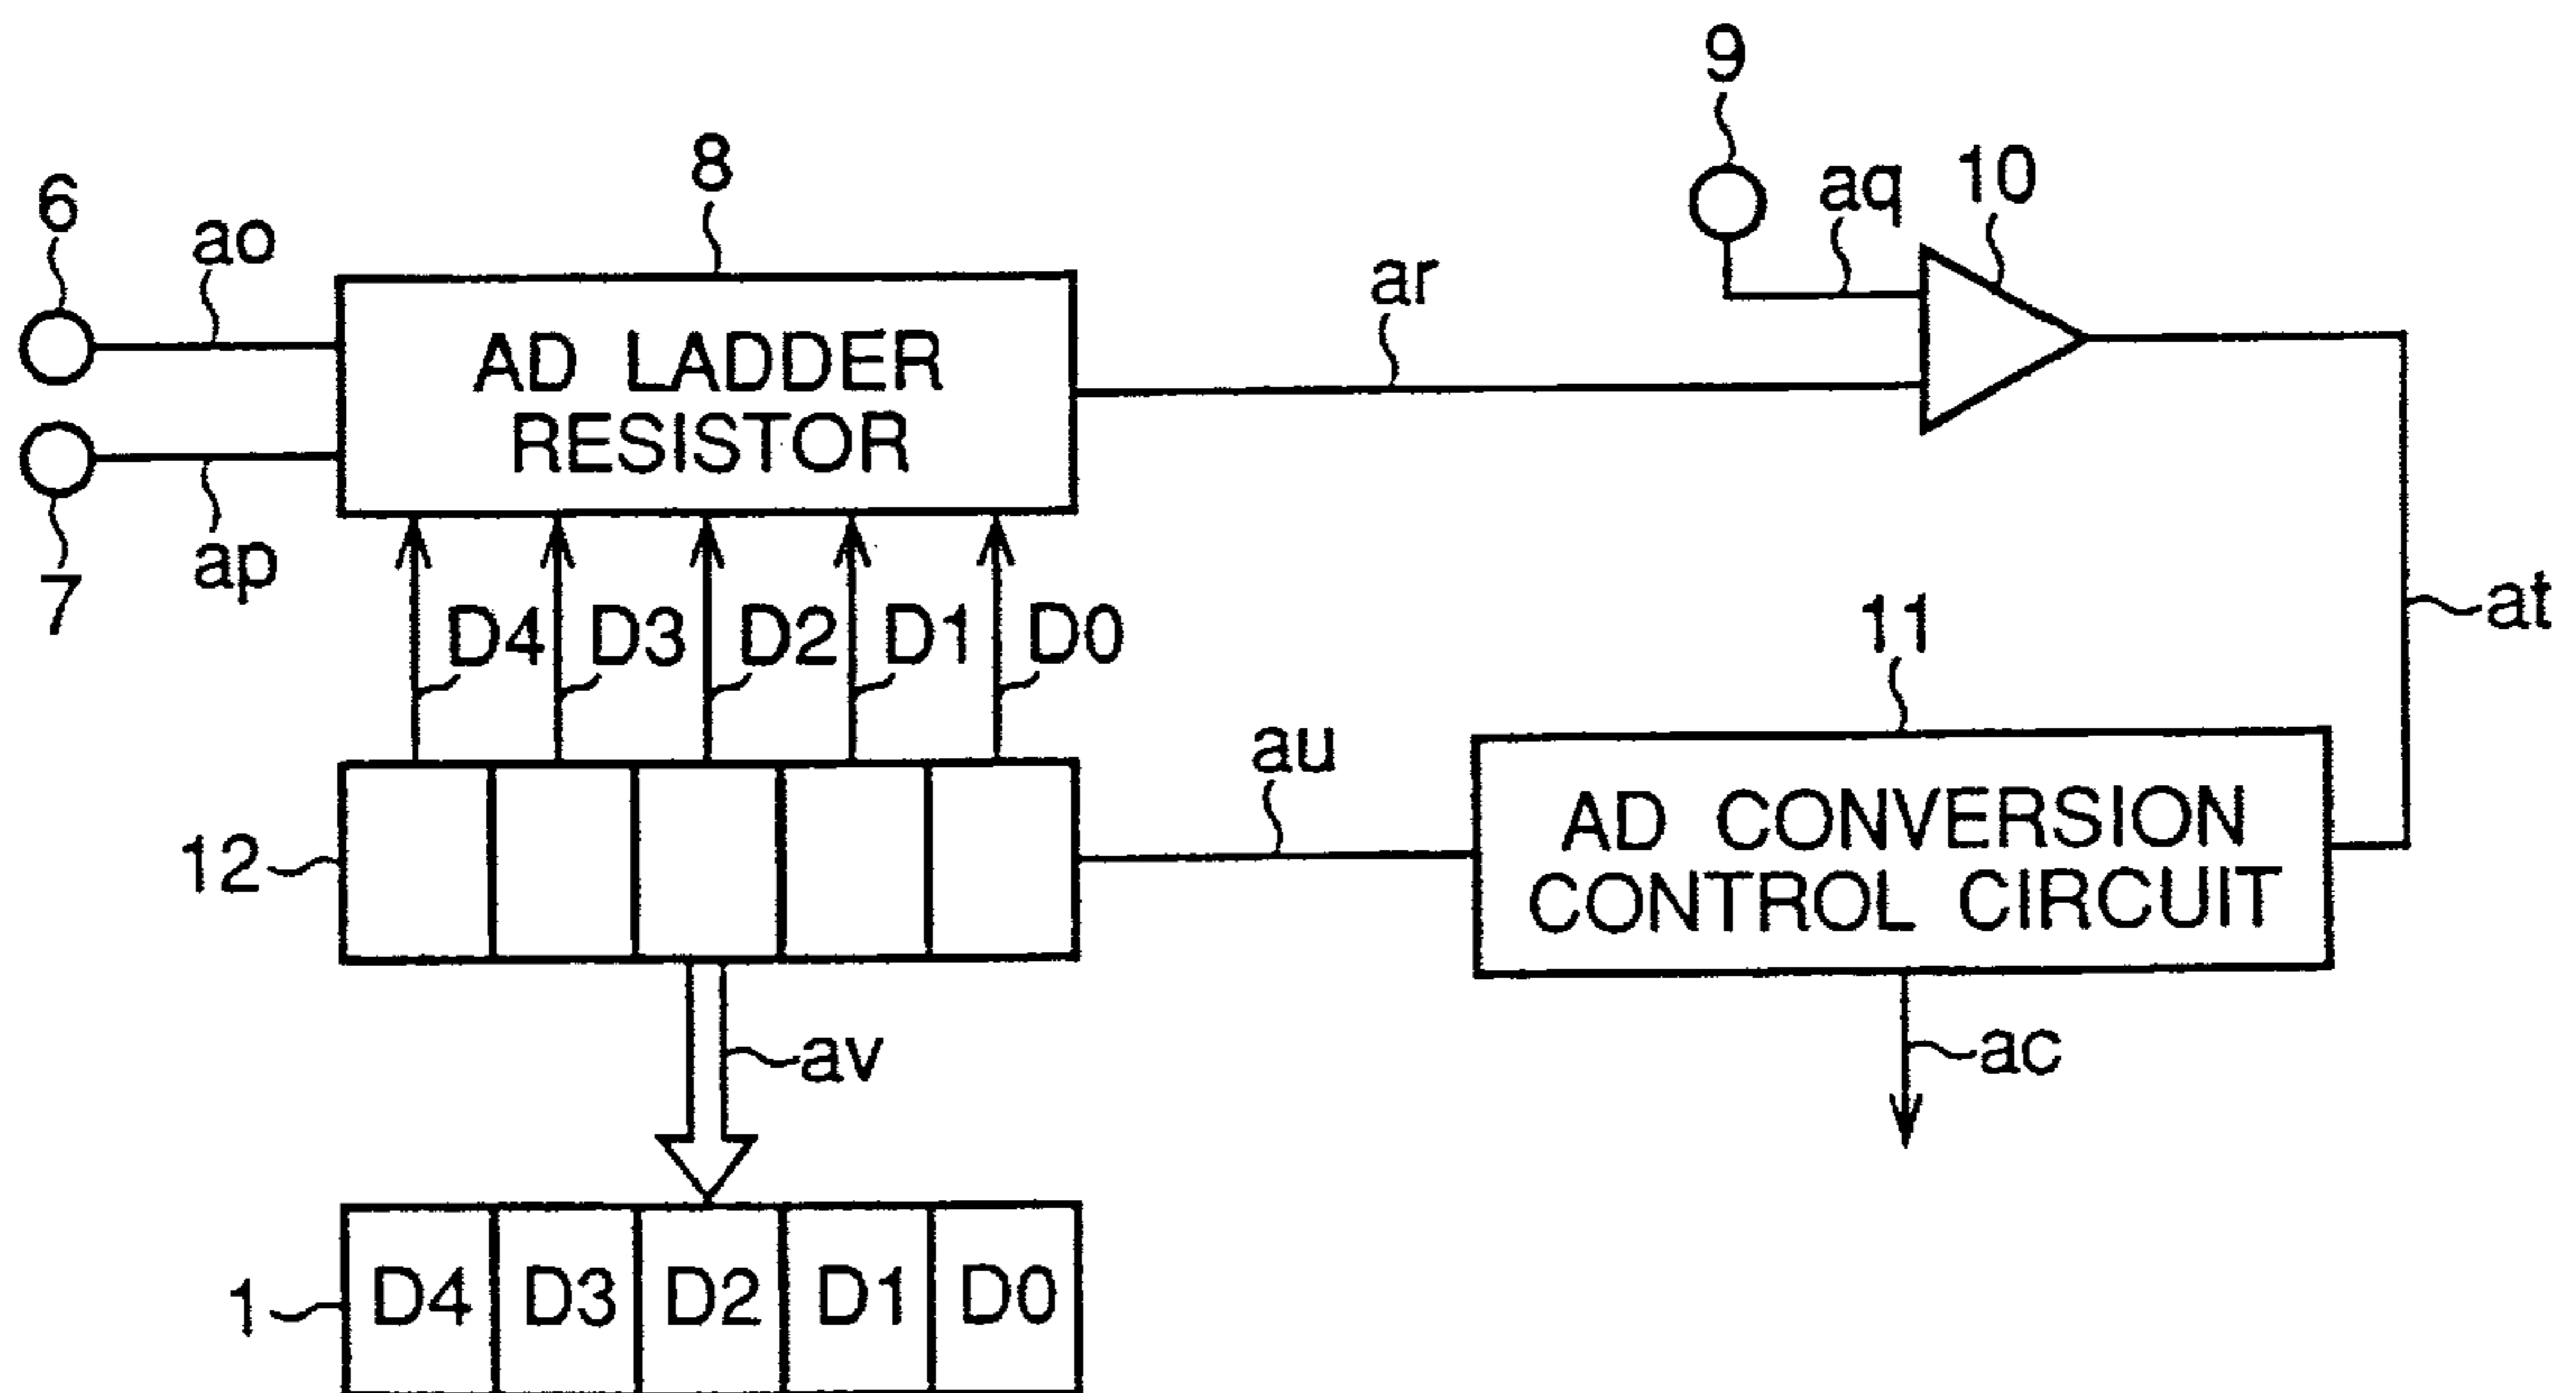 9
8
aq
10
6
ao
ar
AD LADDER
RESISTOR
ap
7
D4
D3
D2
D1
D0
at
11
au
AD CONVERSION
CONTROL CIRCUIT
12
av
ac
1
D4
D3
D2
D1
D0